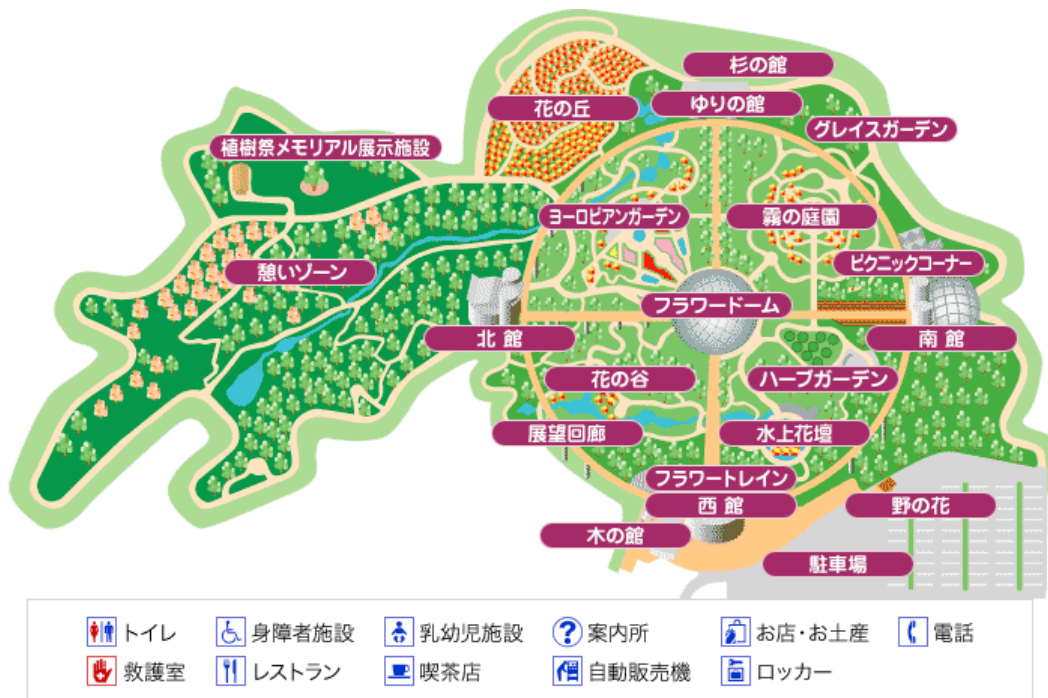 杉の館
花の丘
ゆりの館
グレイスガーデン
植樹祭メモリアル展示施設
ヨーロピアンガーデン
霧の庭園
憩いゾーン
ピクニックコーナー
フラワードーム
北館
南館
花の谷
ハーブガーデン
展望回廊
水上花壇
フラワートレイン
西館
野の花
木の館
駐車場
トイレ
身障者施設
乳幼児施設
案内所
お店・お土産
電話
救護室
レストラン
喫茶店
自動販売機
ロッカー